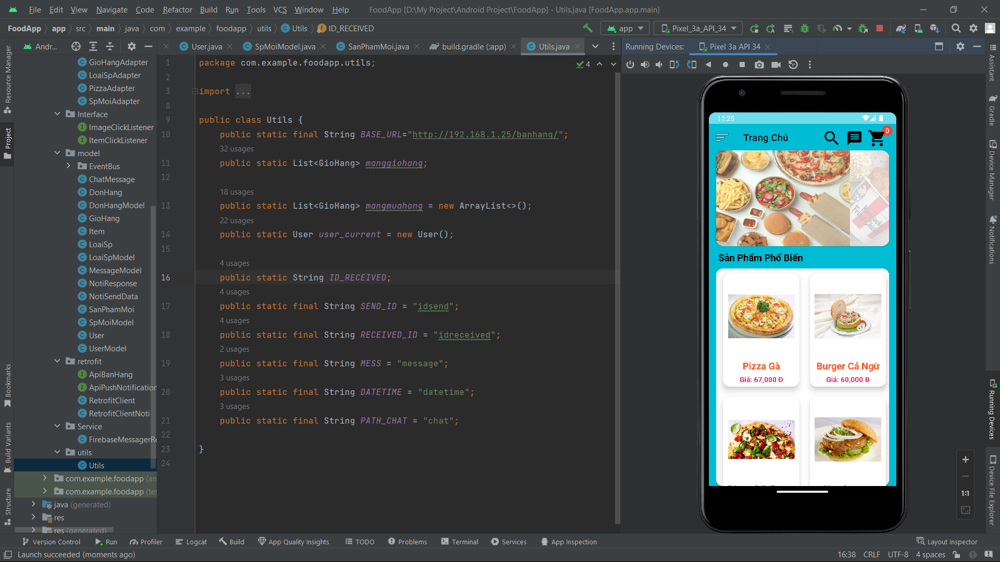 File Edit View Navigate Code Refactor Build Run Tools VCS Window Help FoodApp [D:\My Project\Android Project\FoodApp] - Utils.java [FoodApp.app.main]
FoodApp app src main java com example foodapp utils Utils ID_RECEIVED app Pixel_3a_API_34
Andr... User.java SpMoiModel.java SanPhamMoi.java build.gradle (:app) Utils.java Running Devices: Pixel 3a API 34
Resource Manager
Project
Bookmarks
Build Variants
Structure
GioHangAdapter
LoaiSpAdapter
PizzaAdapter
SpMoiAdapter
Interface
ImageClickListener
ItemClickListener
model
EventBus
ChatMessage
DonHang
DonHangModel
GioHang
Item
LoaiSp
LoaiSpModel
MessageModel
NotiResponse
NotiSendData
SanPhamMoi
SpMoiModel
User
UserModel
retrofit
ApiBanHang
ApiPushNotification
RetrofitClient
RetrofitClientNoti
Service
FirebaseMessagerRe
utils
Utils
com.example.foodapp (an
com.example.foodapp (tes
java (generated)
res
res (generated)
4
1 package com.example.foodapp.utils;
2
3 import ...
8
9 public class Utils {
10 public static final String BASE_URL="http://192.168.1.25/banhang/";
32 usages
11 public static List<GioHang> manggiohang;
12
18 usages
13 public static List<GioHang> mangmuahang = new ArrayList<>();
22 usages
14 public static User user_current = new User();
15
4 usages
16 public static String ID_RECEIVED;
4 usages
17 public static final String SEND_ID = "idsend";
4 usages
18 public static final String RECEIVED_ID = "idreceived";
2 usages
19 public static final String MESS = "message";
3 usages
20 public static final String DATETIME = "datetime";
3 usages
21 public static final String PATH_CHAT = "chat";
22
23 }
24
11:25
Trang Chủ 0
Kentucky
Fried Chicken
Sản Phẩm Phổ Biến
Pizza Gà
Giá: 67,000 Đ
Burger Cá Ngừ
Giá: 60,000 Đ
1:1
Assistant
Gradle
Device Manager
Notifications
Running Devices
Device File Explorer
Version Control Run Profiler Logcat Build App Quality Insights TODO Problems Terminal Services App Inspection Layout Inspector
Launch succeeded (moments ago) 16:38 CRLF UTF-8 4 spaces